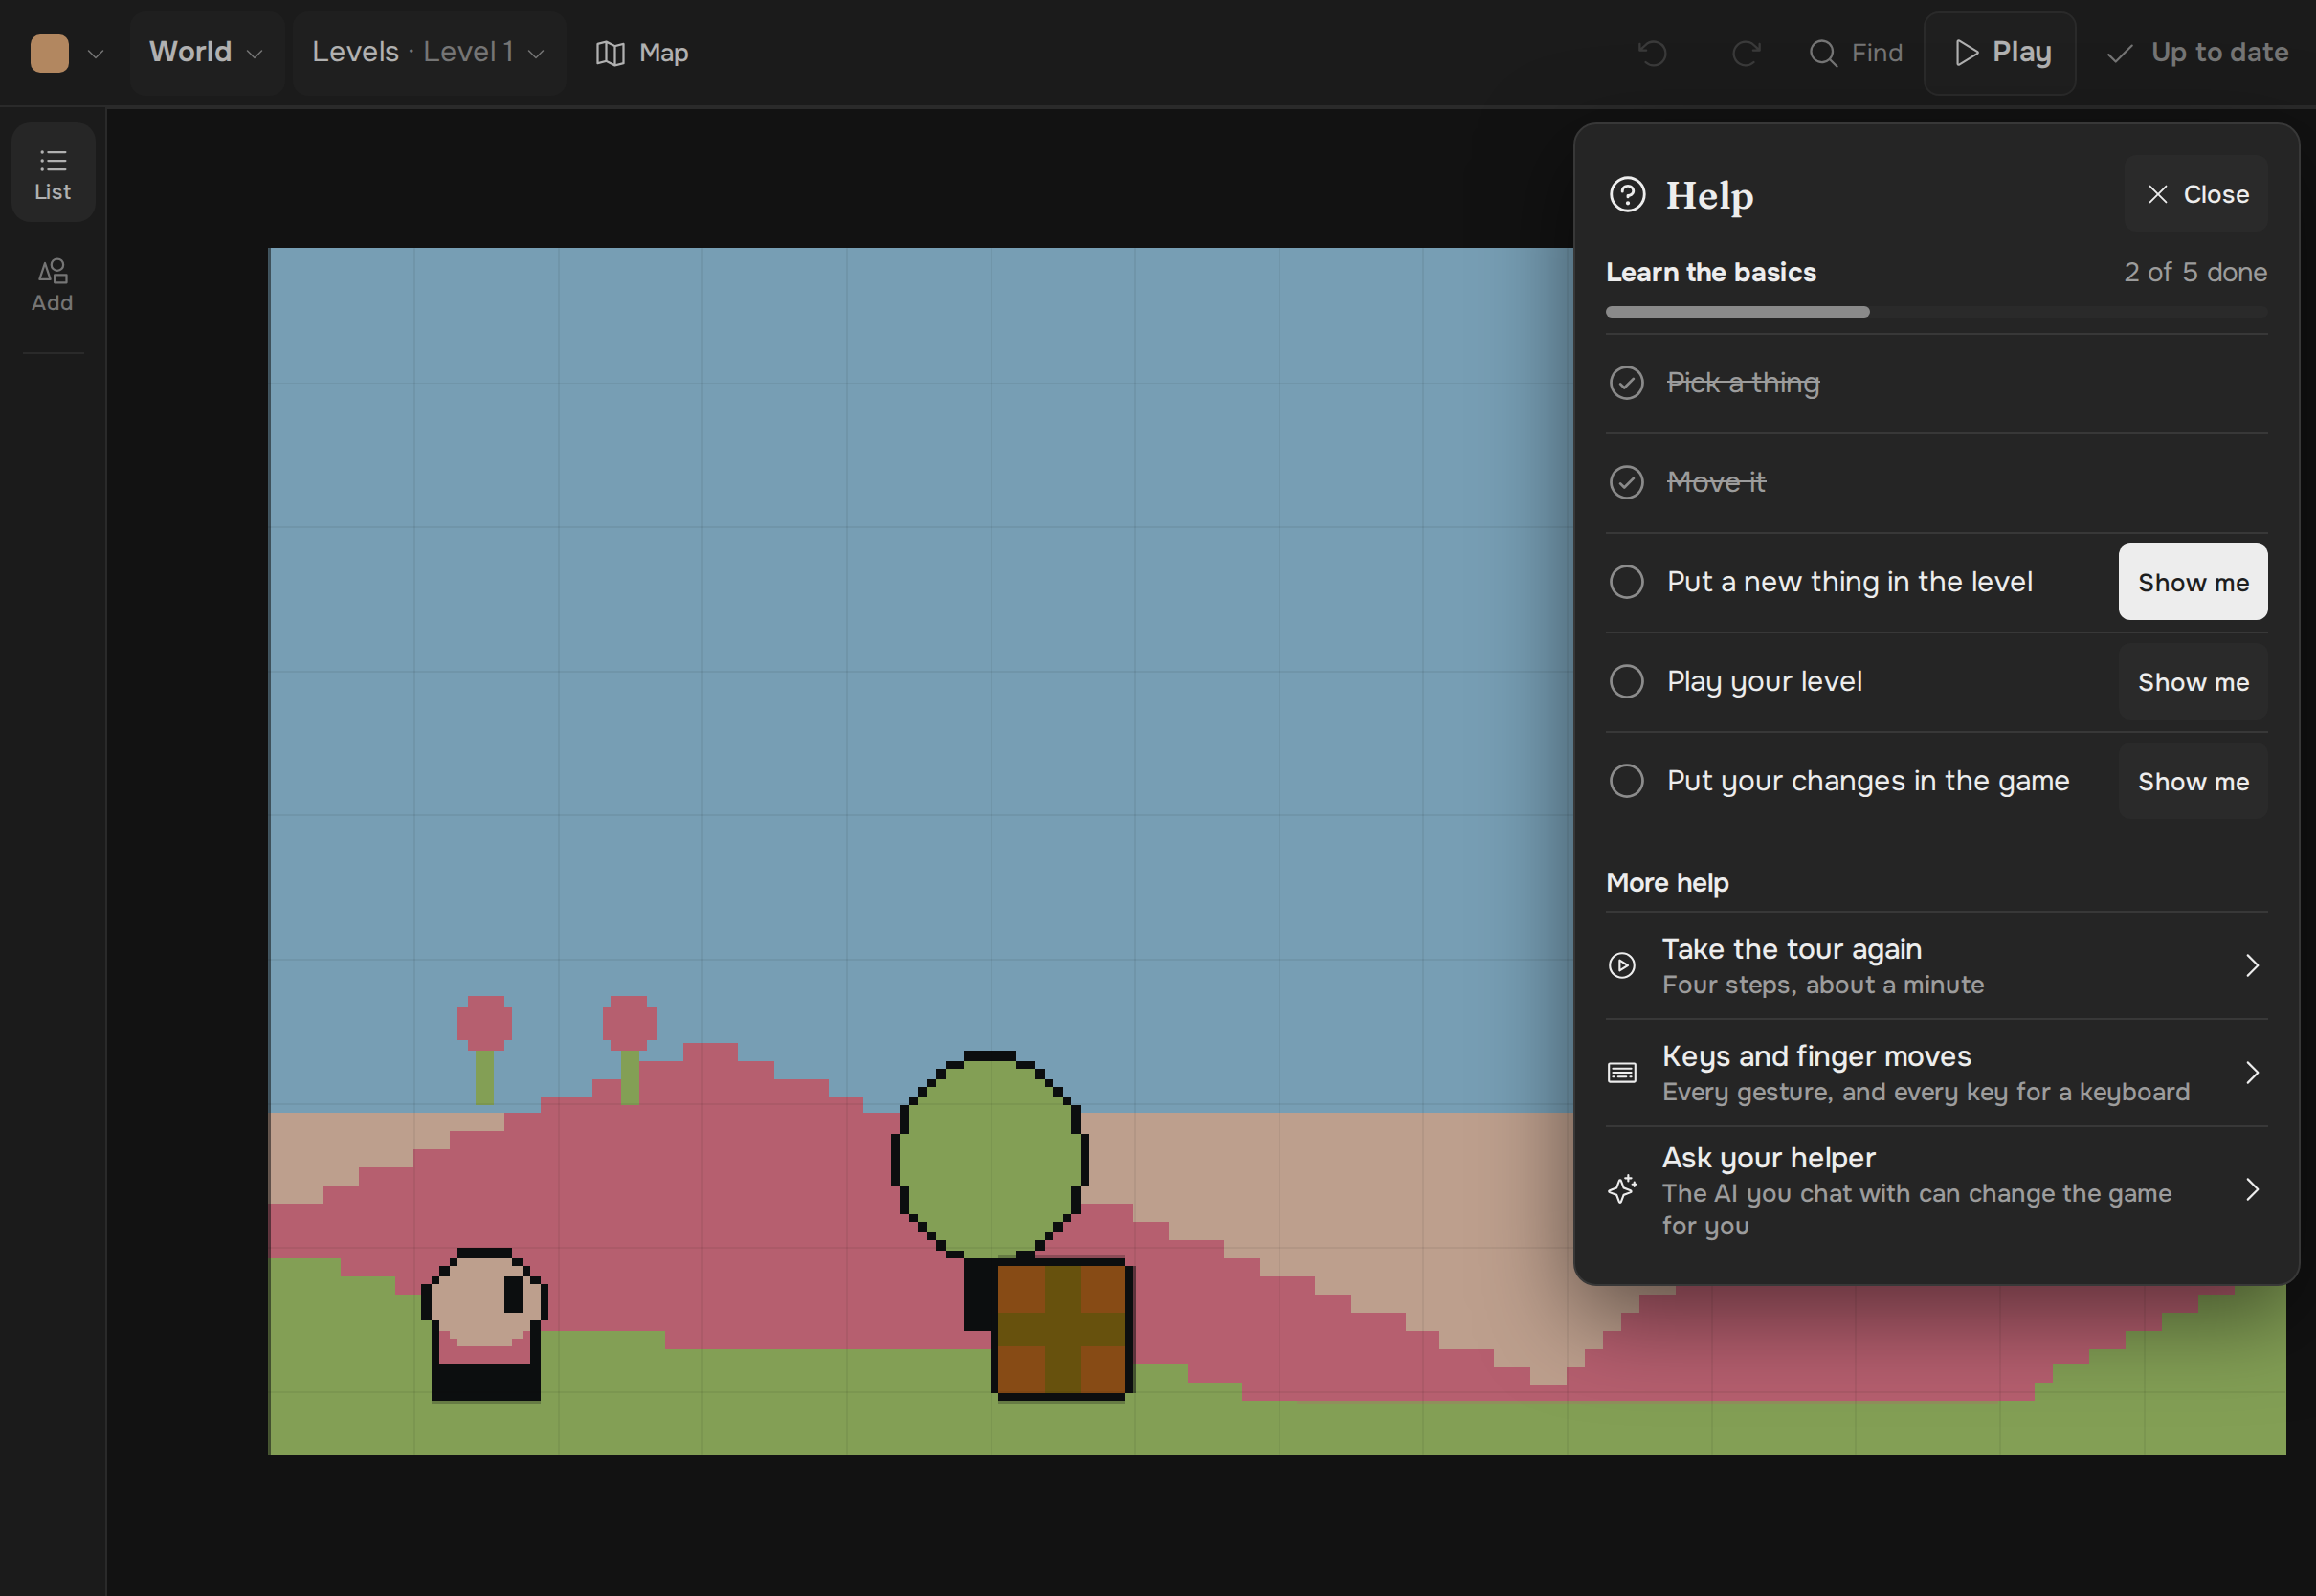 World
Levels · Level 1
Map
Find
Play
Up to date
List
Add
Help
Close
Learn the basics
2 of 5 done
Pick a thing
Move it
Put a new thing in the level
Show me
Play your level
Show me
Put your changes in the game
Show me
More help
Take the tour again
Four steps, about a minute
Keys and finger moves
Every gesture, and every key for a keyboard
Ask your helper
The AI you chat with can change the game
for you